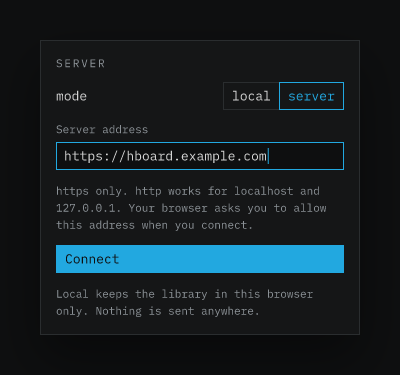 SERVER
mode local server
Server address
https://hboard.example.com
https only. http works for localhost and
127.0.0.1. Your browser asks you to allow
this address when you connect.
Connect
Local keeps the library in this browser
only. Nothing is sent anywhere.